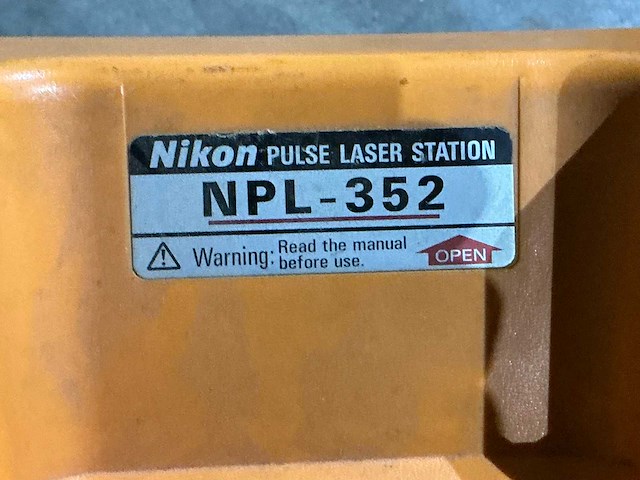 Nikon PULSE LASER STATION
NPL-352
Warning: Read the manual before use.
OPEN